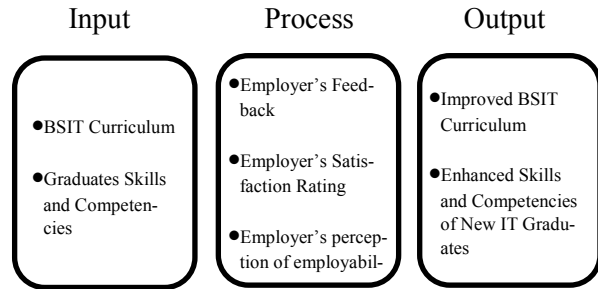 Input
Process
Output
●BSIT Curriculum
●Graduates Skills
and Competen-
cies
●Employer's Feed-
back
●Employer's Satis-
faction Rating
●Employer's percep-
tion of employabil-
●Improved BSIT
Curriculum
●Enhanced Skills
and Competencies
of New IT Gradu-
ates